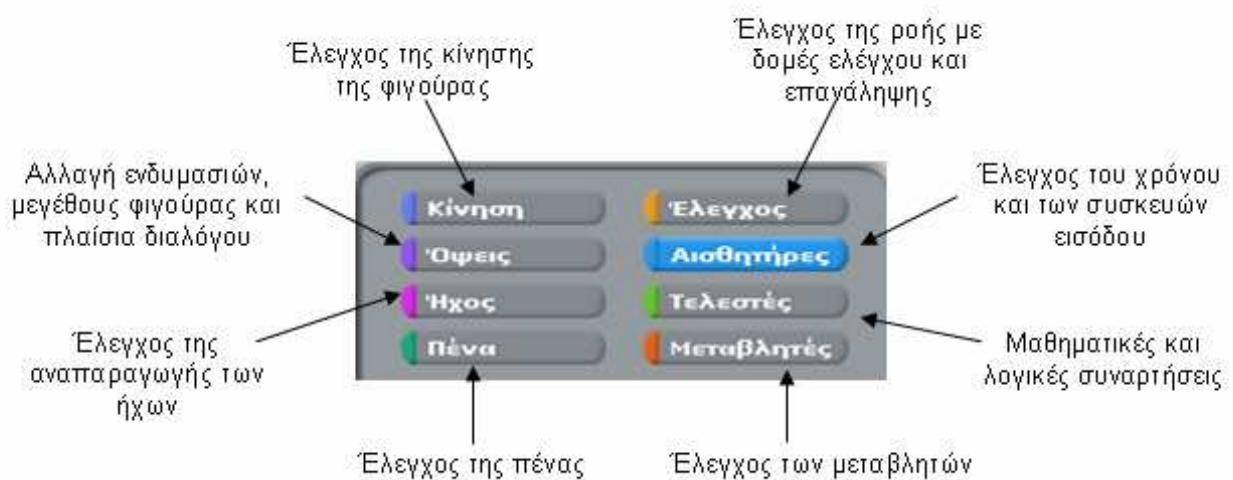 Έλεγχος της κίνησης
της φιγούρας
Έλεγχος της ροής με
δομές ελέγχου και
επανάληψης
Αλλαγή ενδυμασιών,
μεγέθους φιγούρας και
πλαίσια διαλόγου
Έλεγχος του χρόνου
και των συσκευών
εισόδου
Κίνηση
Έλεγχος
Όψεις
Αισθητήρες
Ήχος
Τελεστές
Πένα
Μεταβλητές
Έλεγχος της
αναπαραγωγής των
ήχων
Μαθηματικές και
λογικές συναρτήσεις
Έλεγχος της πένας
Έλεγχος των μεταβλητών